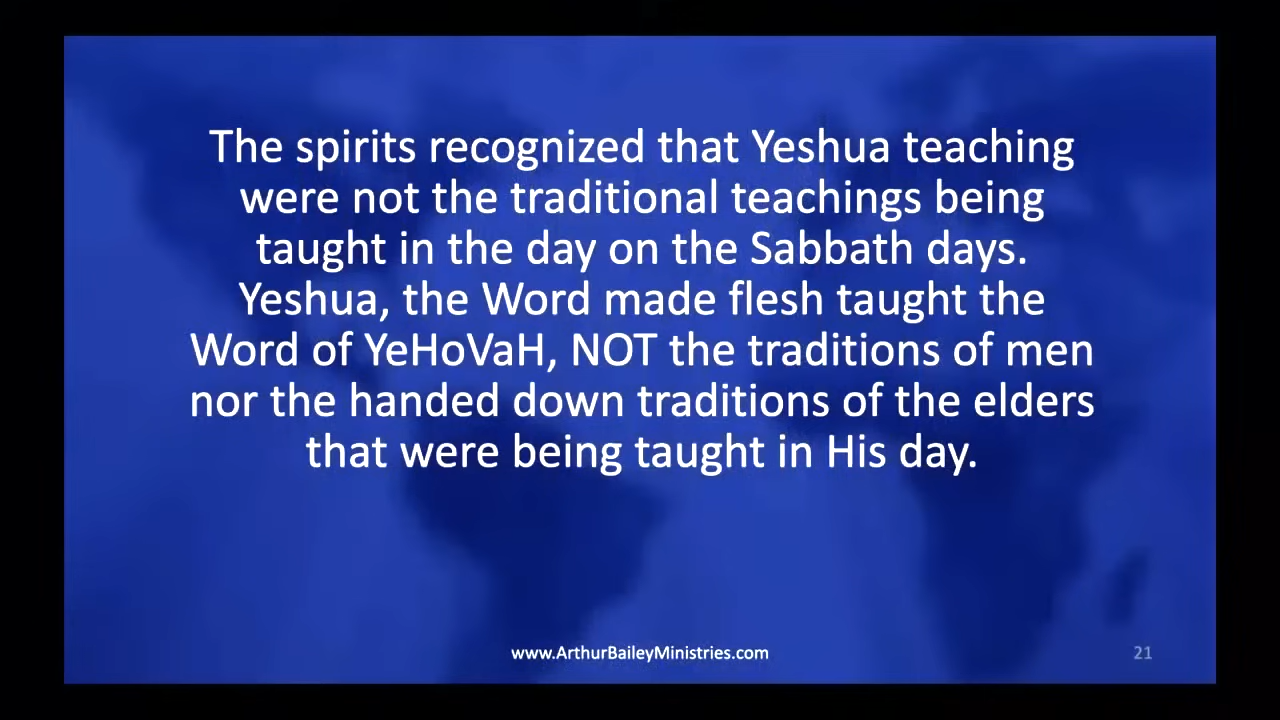 The spirits recognized that Yeshua teaching
were not the traditional teachings being
taught in the day on the Sabbath days.
Yeshua, the Word made flesh taught the
Word of YeHoVaH, NOT the traditions of men
nor the handed down traditions of the elders
that were being taught in His day.
www.ArthurBaileyMinistries.com
21